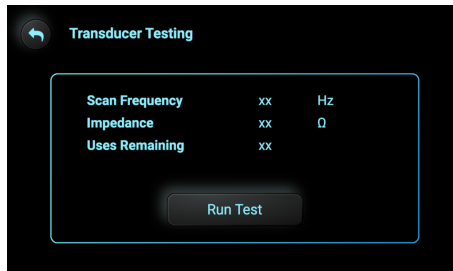 Transducer Testing
Scan Frequency xx Hz
Impedance xx Ω
Uses Remaining xx
Run Test